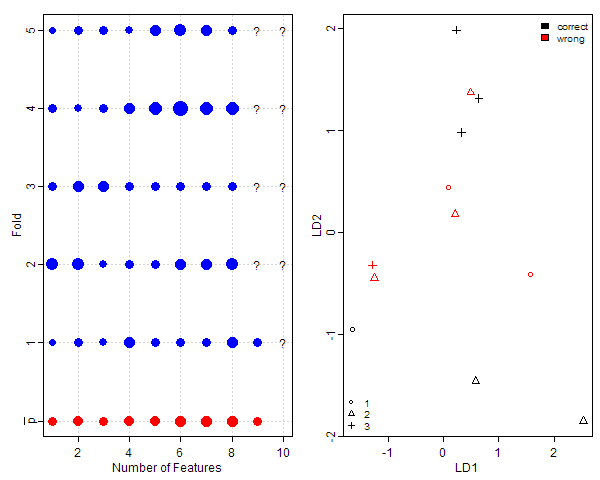 5 ? ?
4 ? ?
3 ? ?
2 ? ?
1 ?
p̅
Fold
2 4 6 8 10
Number of Features
correct
wrong
2
1
0
-1
-2
LD2
1
2
3
-1 0 1 2
LD1